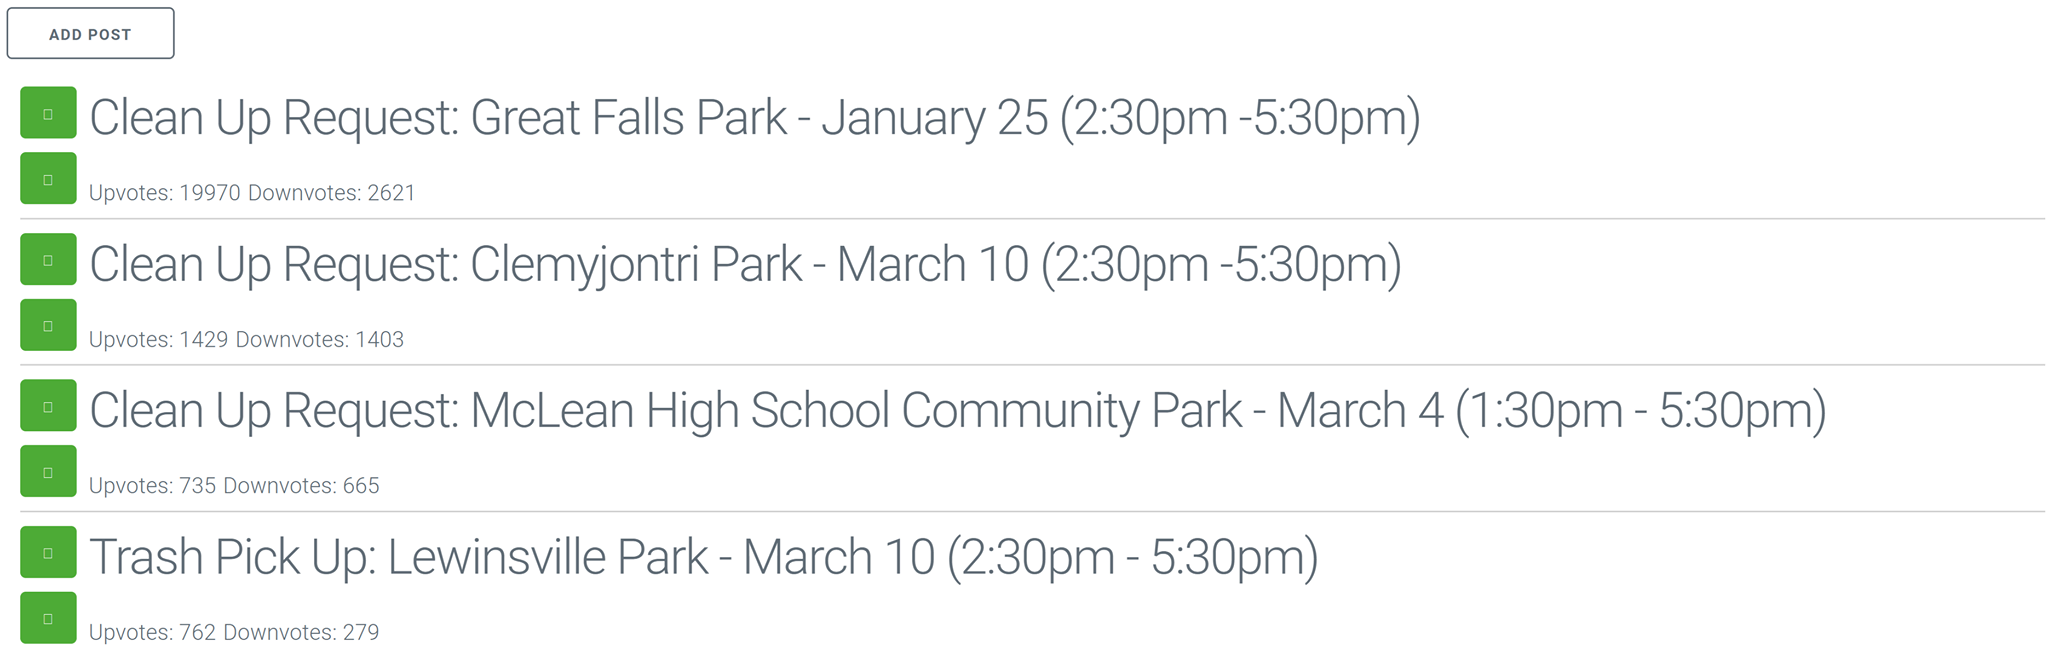 ADD POST
Clean Up Request: Great Falls Park - January 25 (2:30pm -5:30pm)
Upvotes: 19970 Downvotes: 2621
Clean Up Request: Clemyjontri Park - March 10 (2:30pm -5:30pm)
Upvotes: 1429 Downvotes: 1403
Clean Up Request: McLean High School Community Park - March 4 (1:30pm - 5:30pm)
Upvotes: 735 Downvotes: 665
Trash Pick Up: Lewinsville Park - March 10 (2:30pm - 5:30pm)
Upvotes: 762 Downvotes: 279